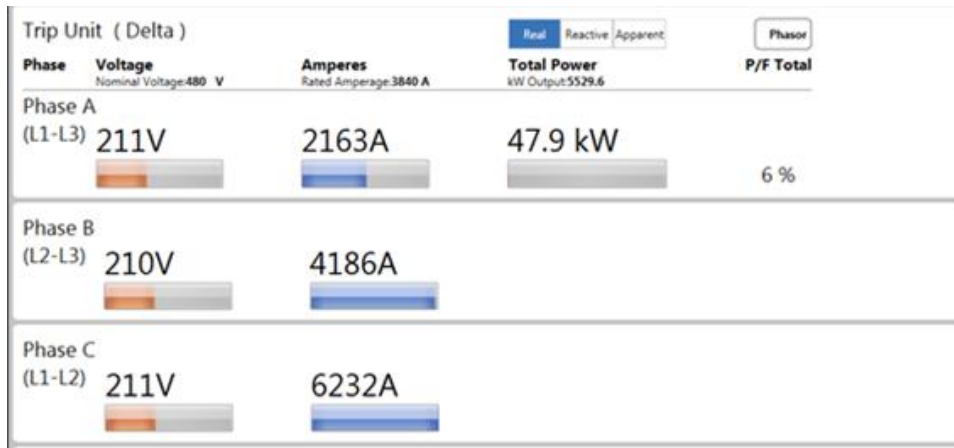 Trip Unit ( Delta )
Real Reactive Apparent
Phasor
Phase Voltage Amperes Total Power P/F Total
Nominal Voltage:480 V Rated Amperage:3840 A kW Output:5529.6
Phase A
(L1-L3) 211V 2163A 47.9 kW
6 %
Phase B
(L2-L3) 210V 4186A
Phase C
(L1-L2) 211V 6232A